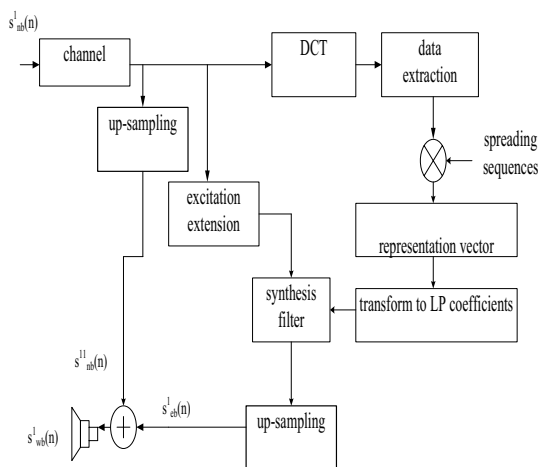 s¹nb(n)
channel
DCT
data
extraction
up-sampling
spreading
sequences
excitation
extension
representation vector
synthesis
filter
transform to LP coefficients
s¹¹nb(n)
s¹eb(n)
up-sampling
s¹wb(n)